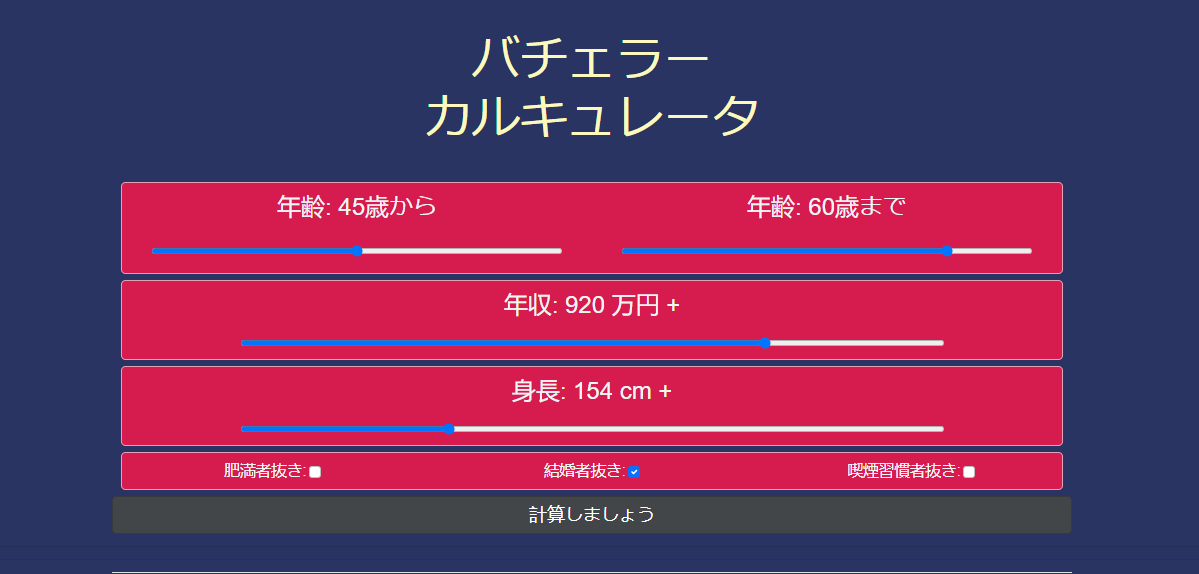 バチェラー
カルキュレータ
年齢: 45歳から
年齢: 60歳まで
年収: 920 万円 +
身長: 154 cm +
肥満者抜き:
結婚者抜き:
喫煙習慣者抜き:
計算しましょう